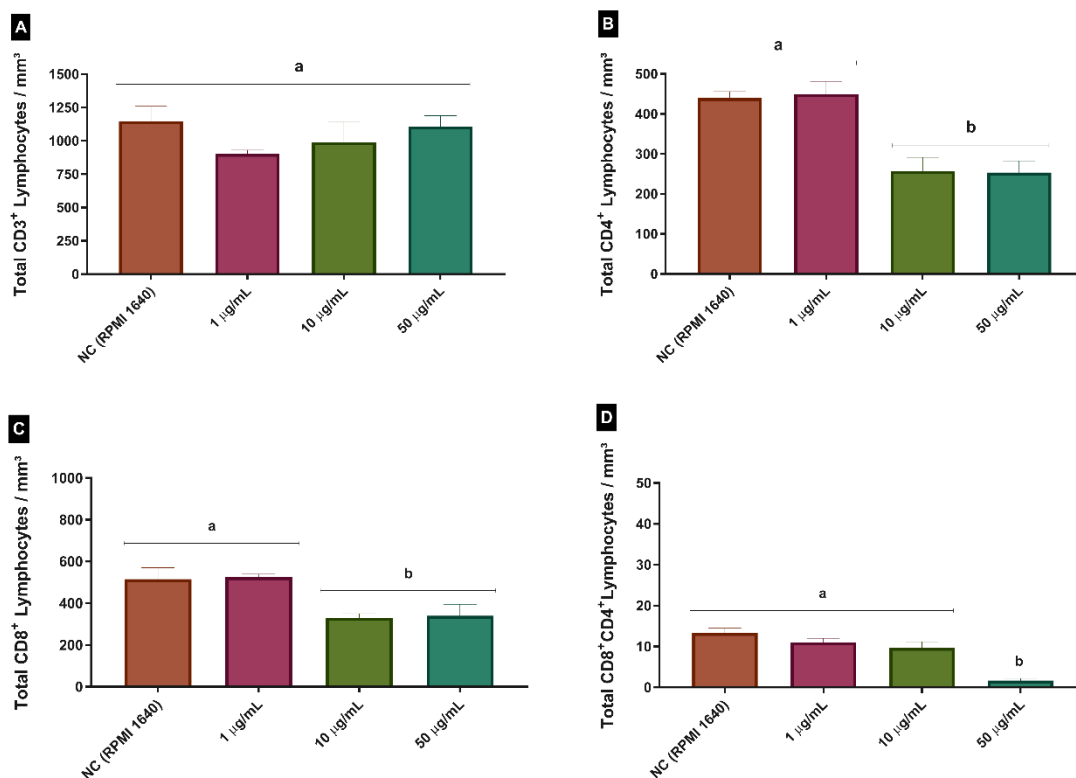 A
Total CD3⁺ Lymphocytes / mm³
1500
1250
1000
750
500
250
0
a
NC (RPMI 1640)
1 µg/mL
10 µg/mL
50 µg/mL
B
Total CD4⁺ Lymphocytes / mm³
500
400
300
200
100
0
a
b
NC (RPMI 1640)
1 µg/mL
10 µg/mL
50 µg/mL
C
Total CD8⁺ Lymphocytes / mm³
1000
800
600
400
200
0
a
b
NC (RPMI 1640)
1 µg/mL
10 µg/mL
50 µg/mL
D
Total CD8⁺CD4⁺ Lymphocytes / mm³
50
40
30
20
10
0
a
b
NC (RPMI 1640)
1 µg/mL
10 µg/mL
50 µg/mL